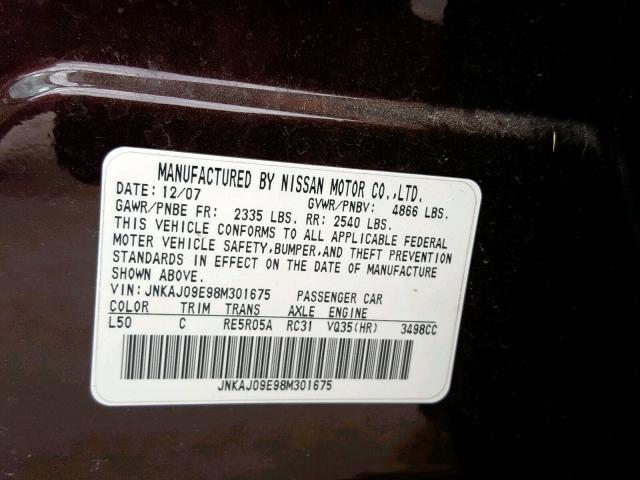 MANUFACTURED BY NISSAN MOTOR CO.,LTD.
DATE: 12/07 GVWR/PNBV: 4866 LBS.
GAWR/PNBE FR: 2335 LBS. RR: 2540 LBS.
THIS VEHICLE CONFORMS TO ALL APPLICABLE FEDERAL
MOTOR VEHICLE SAFETY,BUMPER,AND THEFT PREVENTION
STANDARDS IN EFFECT ON THE DATE OF MANUFACTURE
SHOWN ABOVE.
VIN: JNKAJ09E98M301675 PASSENGER CAR
COLOR TRIM TRANS AXLE ENGINE
L50 C RE5R05A RC31 VQ35(HR) 3498CC
JNKAJ09E98M301675